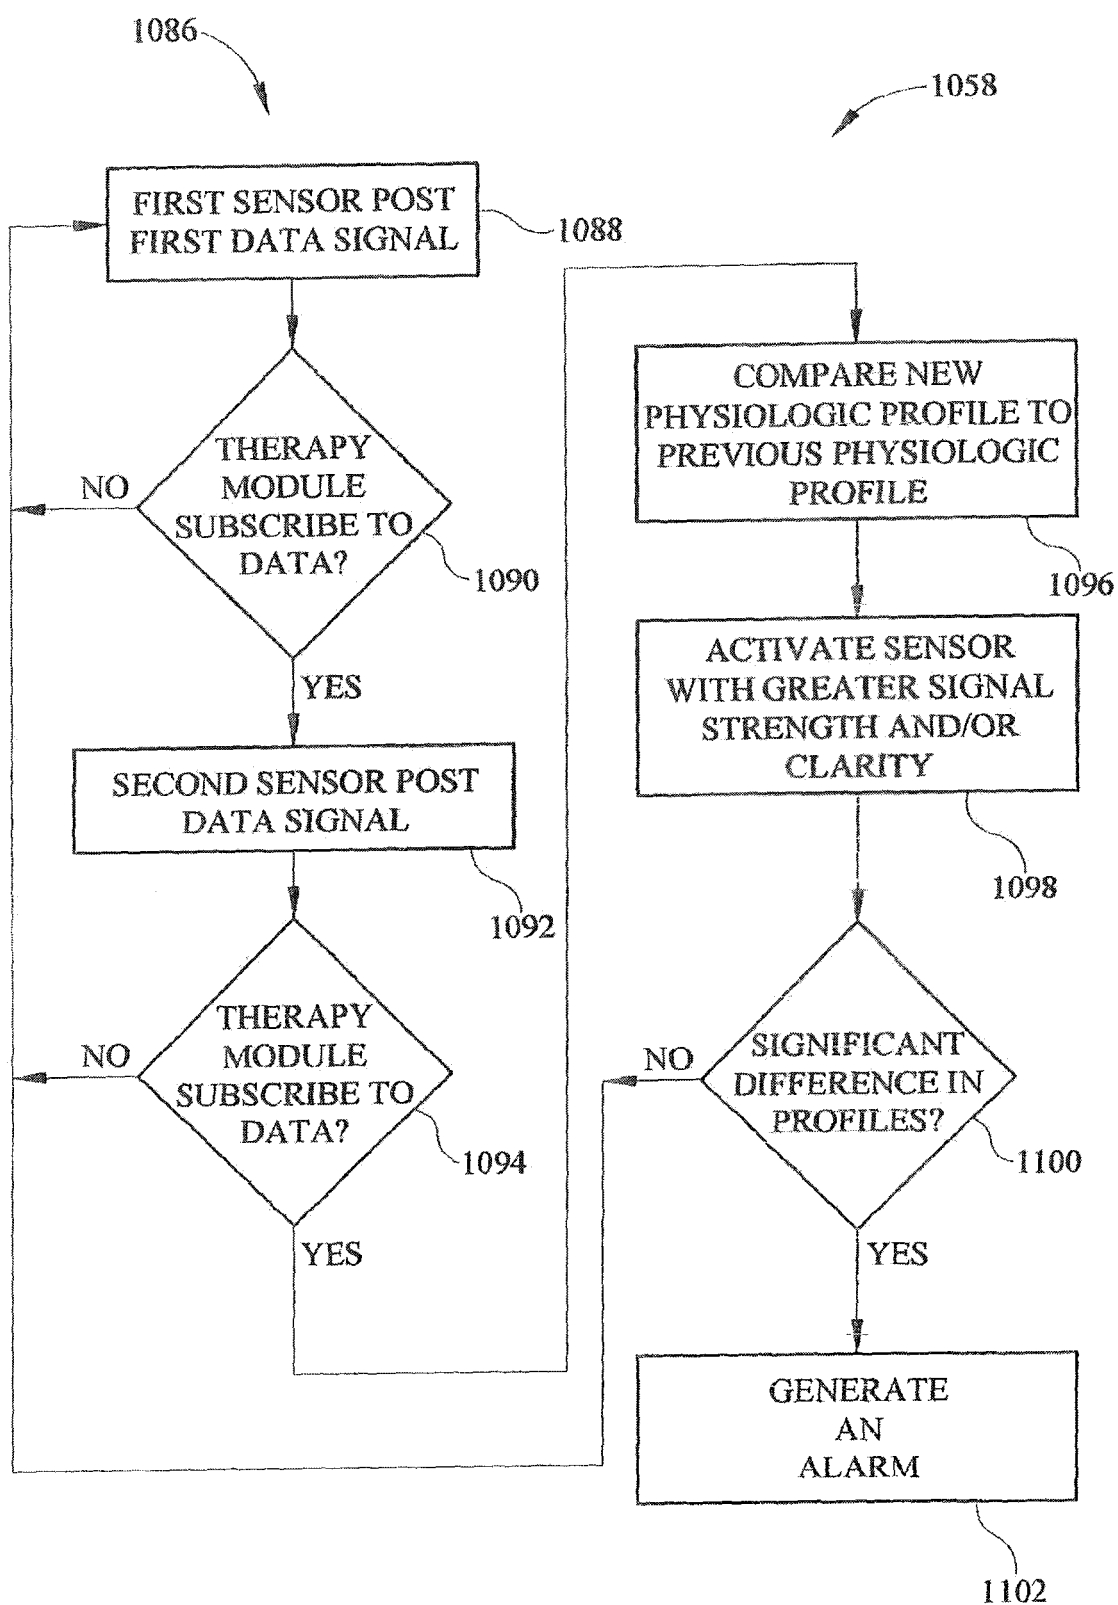 1086
1058
FIRST SENSOR POST
FIRST DATA SIGNAL
1088
THERAPY
MODULE
SUBSCRIBE TO
DATA?
NO
1090
YES
SECOND SENSOR POST
DATA SIGNAL
1092
THERAPY
MODULE
SUBSCRIBE TO
DATA?
NO
1094
YES
COMPARE NEW
PHYSIOLOGIC PROFILE TO
PREVIOUS PHYSIOLOGIC
PROFILE
1096
ACTIVATE SENSOR
WITH GREATER SIGNAL
STRENGTH AND/OR
CLARITY
1098
SIGNIFICANT
DIFFERENCE IN
PROFILES?
NO
1100
YES
GENERATE
AN
ALARM
1102